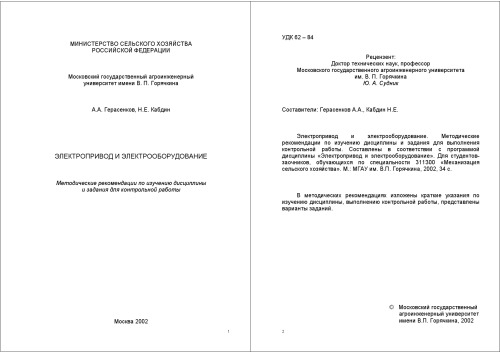 МИНИСТЕРСТВО СЕЛЬСКОГО ХОЗЯЙСТВА
РОССИЙСКОЙ ФЕДЕРАЦИИ
Московский государственный агроинженерный
университет имени В. П. Горячкина
А.А. Герасенков, Н.Е. Кабдин
ЭЛЕКТРОПРИВОД И ЭЛЕКТРООБОРУДОВАНИЕ
Методические рекомендации по изучению дисциплины
и задания для контрольной работы
Москва 2002
1
УДК 62 – 84
Рецензент:
Доктор технических наук, профессор
Московского государственного агроинженерного университета
им. В. П. Горячкина
Ю. А. Судник
Составители: Герасенков А.А., Кабдин Н.Е.
Электропривод и электрооборудование. Методические
рекомендации по изучению дисциплины и задания для выполнения
контрольной работы. Составлены в соответствии с программой
дисциплины «Электропривод и электрооборудование». Для студентов-
заочников, обучающихся по специальности 311300 «Механизация
сельского хозяйства». М.: МГАУ им. В.П. Горячкина, 2002, 34 с.
В методических рекомендациях изложены краткие указания по
изучению дисциплины, выполнению контрольной работы, представлены
варианты заданий.
© Московский государственный
агроинженерный университет
имени В.П. Горячкина, 2002
2